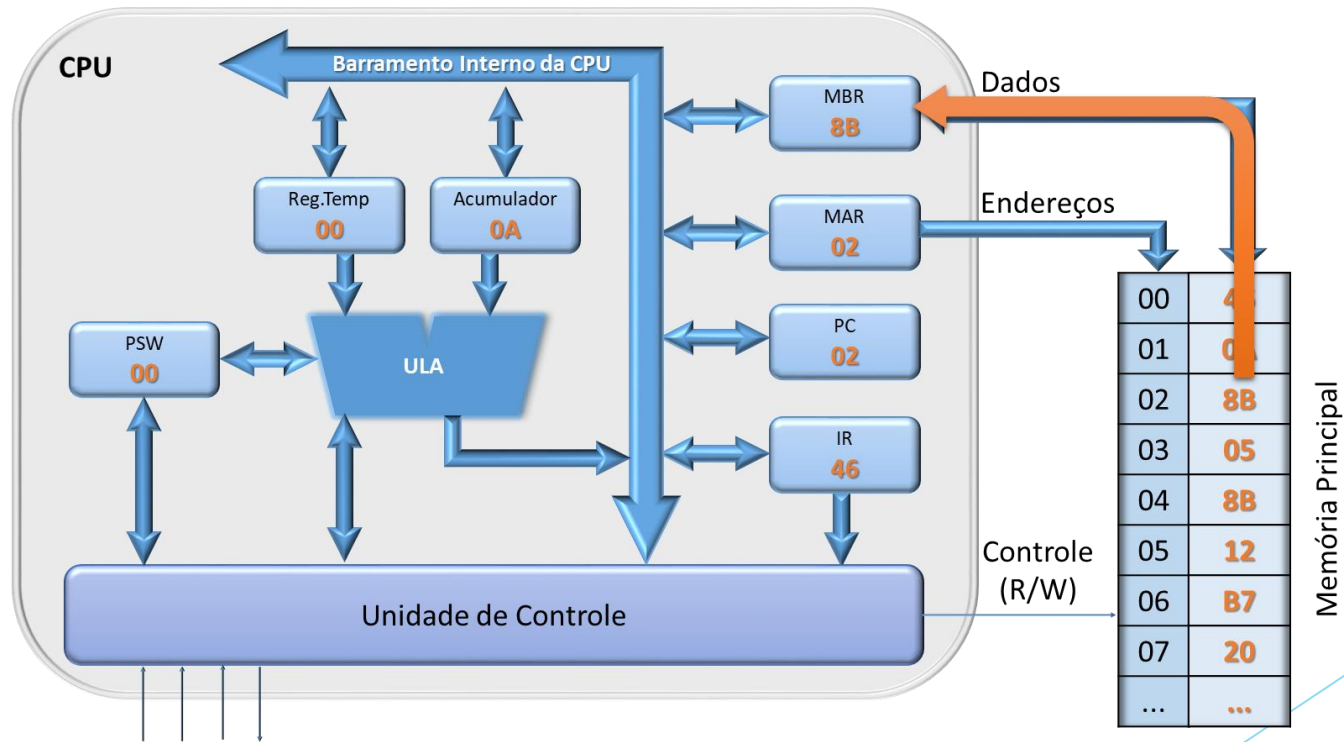 CPU
Barramento Interno da CPU
Dados
MBR
8B
Reg.Temp
00
Acumulador
0A
Endereços
MAR
02
PSW
00
ULA
PC
02
IR
46
Controle
(R/W)
Unidade de Controle
00
01
02 8B
03 05
04 8B
05 12
06 B7
07 20
... ...
Memória Principal